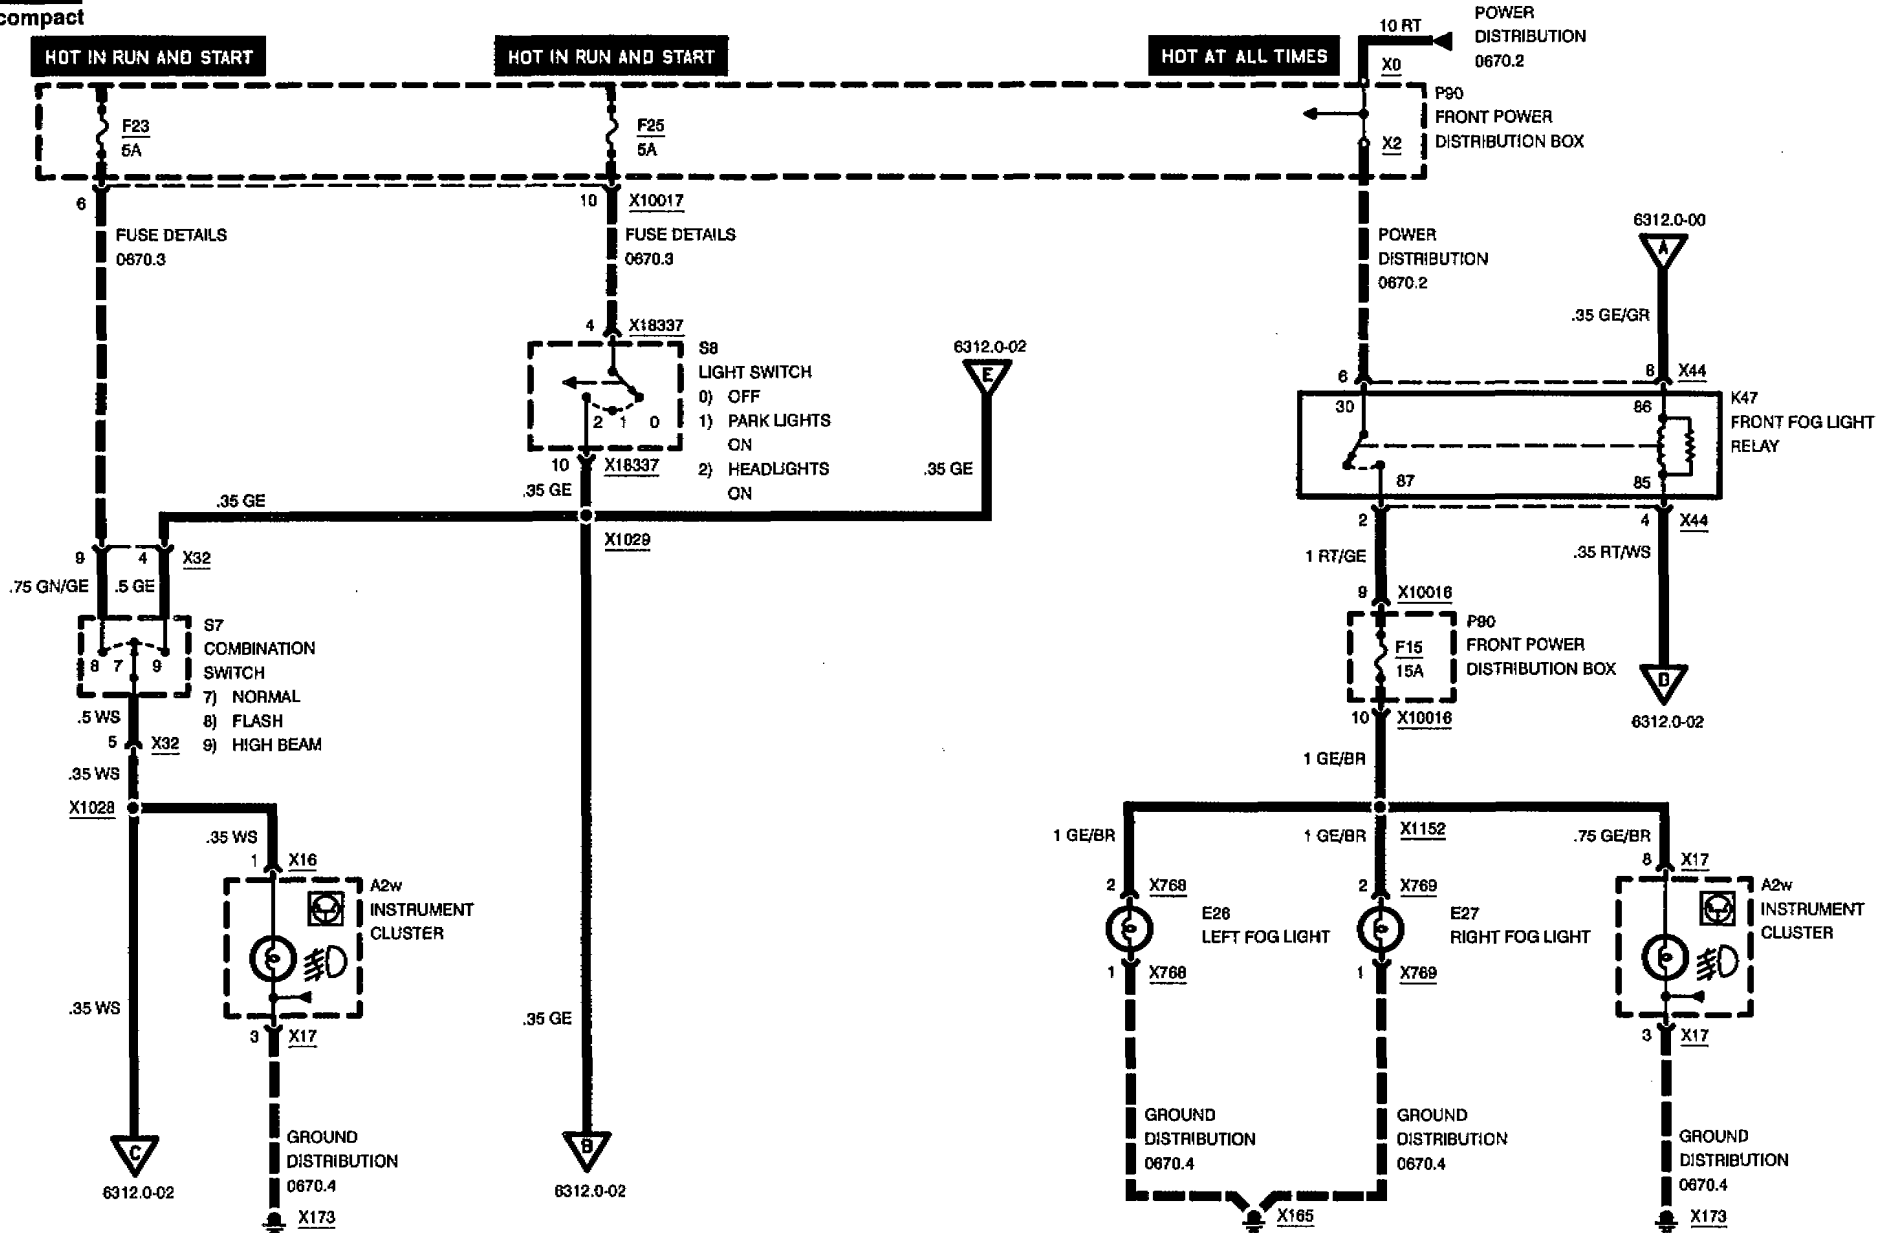 compact
HOT IN RUN AND START
HOT IN RUN AND START
HOT AT ALL TIMES
10 RT
POWER
DISTRIBUTION
0670.2
X0
P90
FRONT POWER
DISTRIBUTION BOX
F23
5A
F25
5A
X2
6
10
X10017
FUSE DETAILS
0670.3
FUSE DETAILS
0670.3
POWER
DISTRIBUTION
0670.2
6312.0-00
A
.35 GE/GR
4
X18337
S8
LIGHT SWITCH
0) OFF
1) PARK LIGHTS
ON
2) HEADLIGHTS
ON
2 1 0
10
X18337
.35 GE
6312.0-02
E
.35 GE
6
8
X44
30
86
K47
FRONT FOG LIGHT
RELAY
87
85
2
4
X44
.35 GE
X1029
9
4
X32
.75 GN/GE
.5 GE
1 RT/GE
.35 RT/WS
9
X10016
P90
FRONT POWER
DISTRIBUTION BOX
F15
15A
10
X10016
D
6312.0-02
S7
COMBINATION
SWITCH
7) NORMAL
8) FLASH
9) HIGH BEAM
8 7 9
.5 WS
5
X32
.35 WS
X1028
.35 WS
1
X16
A2w
INSTRUMENT
CLUSTER
3
X17
.35 WS
.35 GE
1 GE/BR
X1152
1 GE/BR
1 GE/BR
.75 GE/BR
2
X768
E26
LEFT FOG LIGHT
1
X768
2
X769
E27
RIGHT FOG LIGHT
1
X769
8
X17
A2w
INSTRUMENT
CLUSTER
3
X17
C
6312.0-02
GROUND
DISTRIBUTION
0670.4
X173
B
6312.0-02
GROUND
DISTRIBUTION
0670.4
GROUND
DISTRIBUTION
0670.4
X165
GROUND
DISTRIBUTION
0670.4
X173